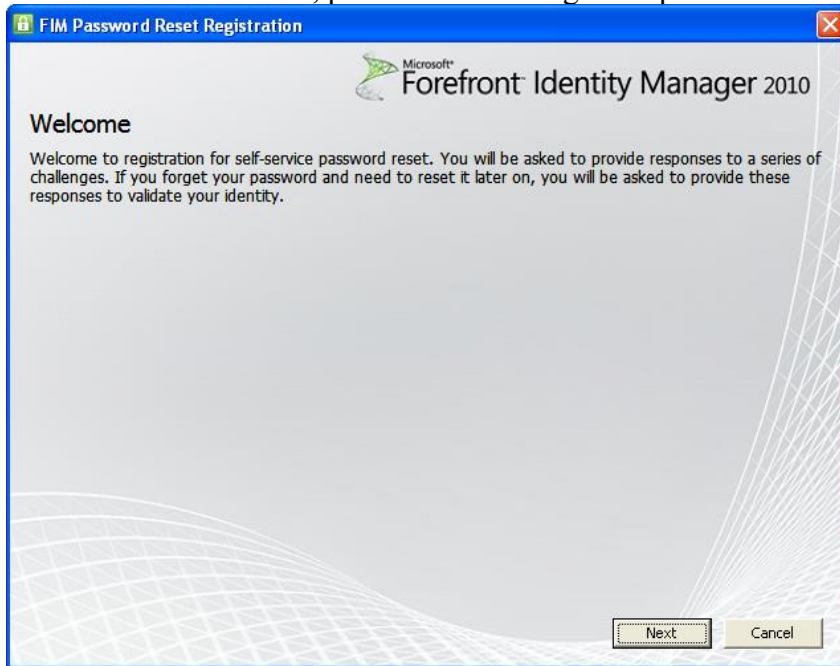 FIM Password Reset Registration
Microsoft®
Forefront™ Identity Manager 2010
Welcome
Welcome to registration for self-service password reset. You will be asked to provide responses to a series of
challenges. If you forget your password and need to reset it later on, you will be asked to provide these
responses to validate your identity.
Next
Cancel